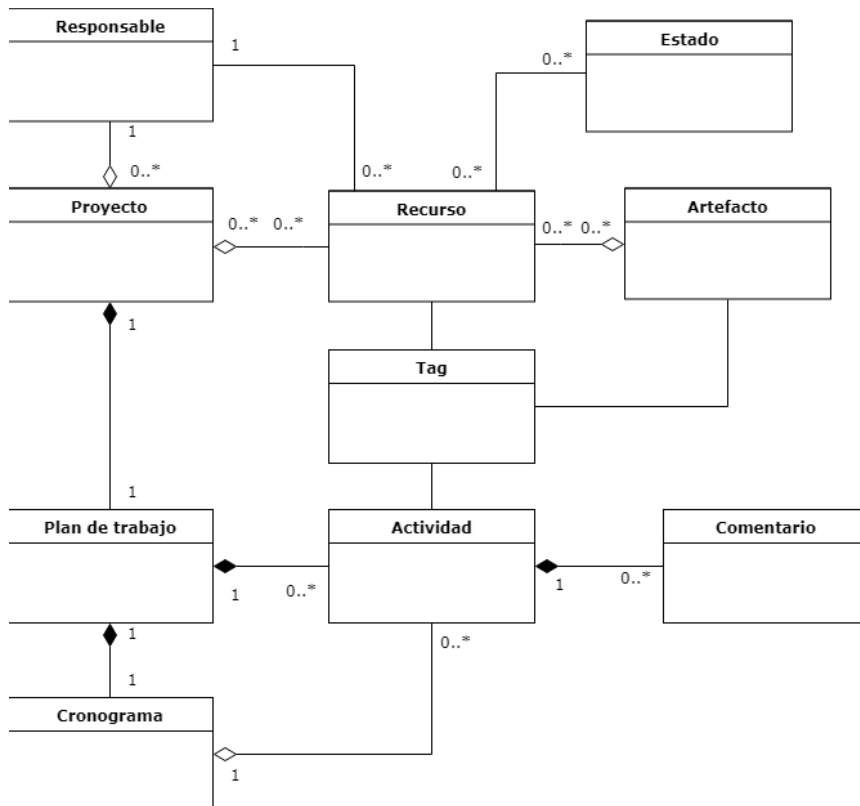 Responsable
Estado
1
0..*
1
0..*
0..*
0..*
Proyecto
Recurso
Artefacto
0..*
0..*
0..*
0..*
1
Tag
1
Plan de trabajo
Actividad
Comentario
1
0..*
1
0..*
1
0..*
1
Cronograma
1